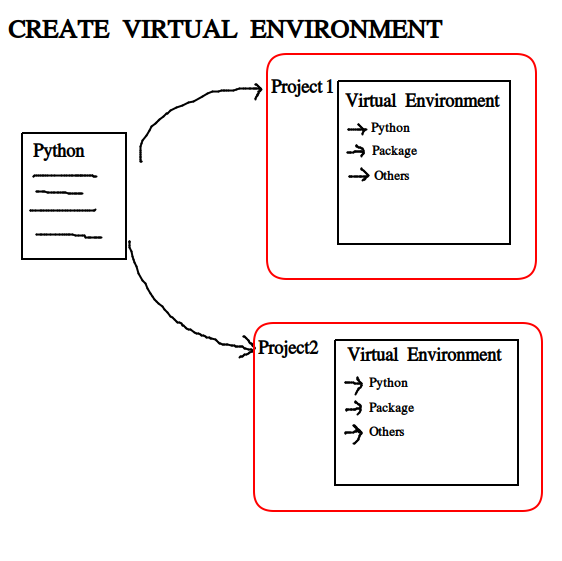 CREATE VIRTUAL ENVIRONMENT
Python
Project 1
Virtual Environment
Python
Package
Others
Project2
Virtual Environment
Python
Package
Others